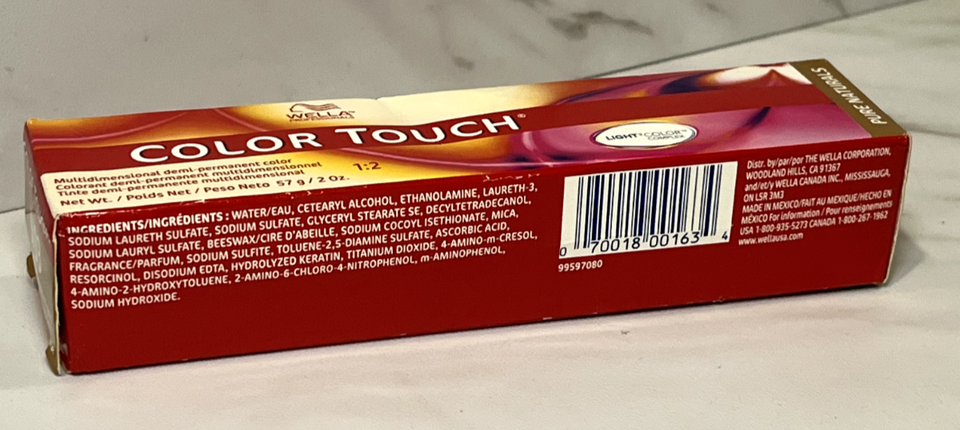 WELLA
PROFESSIONALS
COLOR TOUCH®
LIGHT²COLOR™
COMPLEX
PURE NATURALS
Multidimensional demi-permanent color
Colorant demi-permanent multidimensionnel
Tinte demi-permanente multidimensional
Net Wt. / Poids Net / Peso Neto 57 g / 2 Oz.
1:2
INGREDIENTS/INGRÉDIENTS : WATER/EAU, CETEARYL ALCOHOL, ETHANOLAMINE, LAURETH-3,
SODIUM LAURETH SULFATE, SODIUM SULFATE, GLYCERYL STEARATE SE, DECYLTETRADECANOL,
SODIUM LAURYL SULFATE, BEESWAX/CIRE D'ABEILLE, SODIUM COCOYL ISETHIONATE, MICA,
FRAGRANCE/PARFUM, SODIUM SULFITE, TOLUENE-2,5-DIAMINE SULFATE, ASCORBIC ACID,
RESORCINOL, DISODIUM EDTA, HYDROLYZED KERATIN, TITANIUM DIOXIDE, 4-AMINO-m-CRESOL,
4-AMINO-2-HYDROXYTOLUENE, 2-AMINO-6-CHLORO-4-NITROPHENOL, m-AMINOPHENOL,
SODIUM HYDROXIDE.
0 70018 00163 4
99597080
Distr. by/par/por THE WELLA CORPORATION,
WOODLAND HILLS, CA 91367
and/et/y WELLA CANADA INC., MISSISSAUGA,
ON L5R 3M3
MADE IN MEXICO/FAIT AU MEXIQUE/HECHO EN
MÉXICO For information / Pour renseignements
USA 1-800-935-5273 CANADA 1-800-267-1962
www.wellausa.com